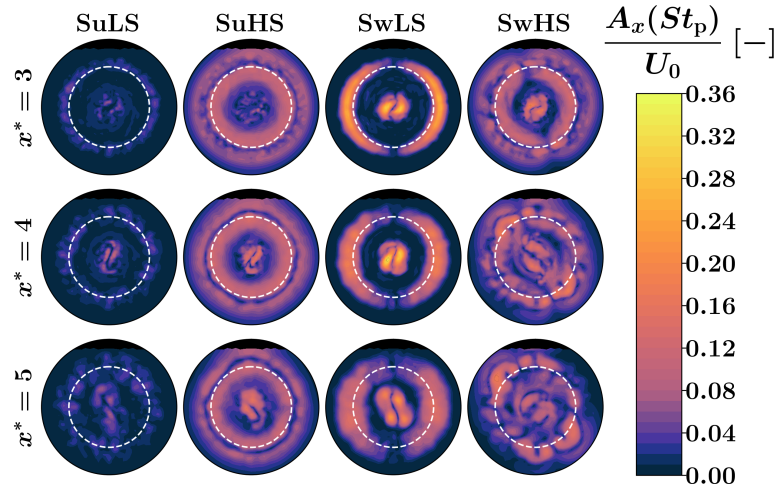 SuLS SuHS SwLS SwHS
A_x(St_p)/U_0 [−]
x* = 3
x* = 4
x* = 5
0.36
0.32
0.28
0.24
0.20
0.16
0.12
0.08
0.04
0.00